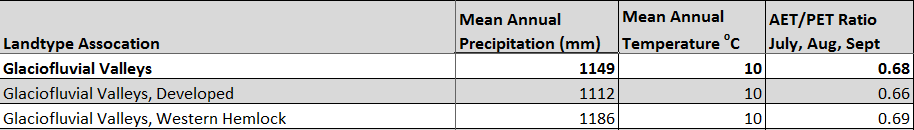 Landtype Assocation Mean Annual Precipitation (mm) Mean Annual Temperature °C AET/PET Ratio July, Aug, Sept
Glaciofluvial Valleys 1149 10 0.68
Glaciofluvial Valleys, Developed 1112 10 0.66
Glaciofluvial Valleys, Western Hemlock 1186 10 0.69